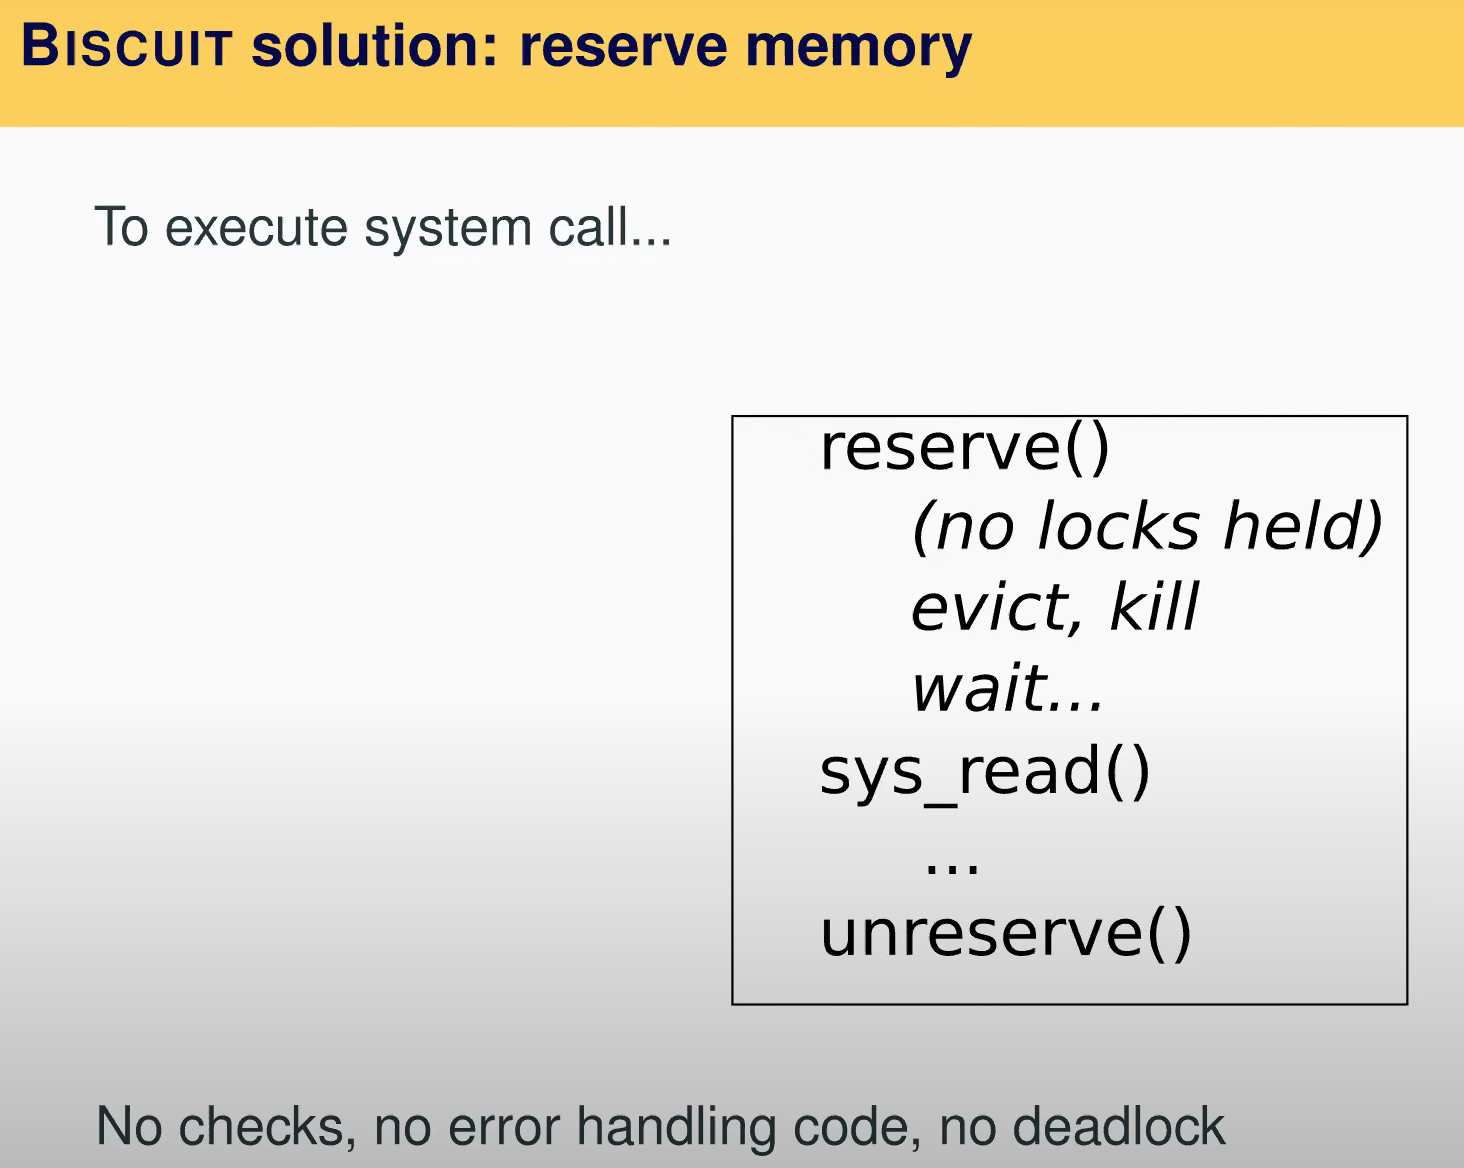 BISCUIT solution: reserve memory
To execute system call...
reserve()
(no locks held)
evict, kill
wait...
sys_read()
...
unreserve()
No checks, no error handling code, no deadlock